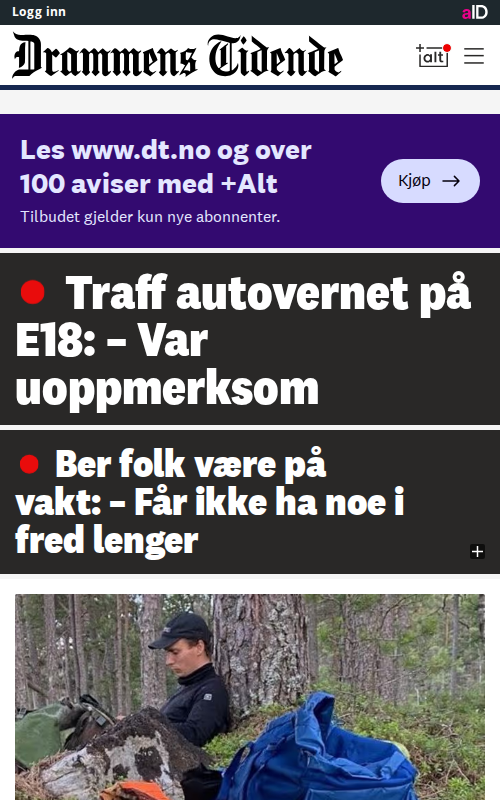 Logg inn
aID
Drammens Tidende
+alt
Les www.dt.no og over
100 aviser med +Alt
Tilbudet gjelder kun nye abonnenter.
Kjøp
Traff autovernet på
E18: – Var
uoppmerksom
Ber folk være på
vakt: – Får ikke ha noe i
fred lenger